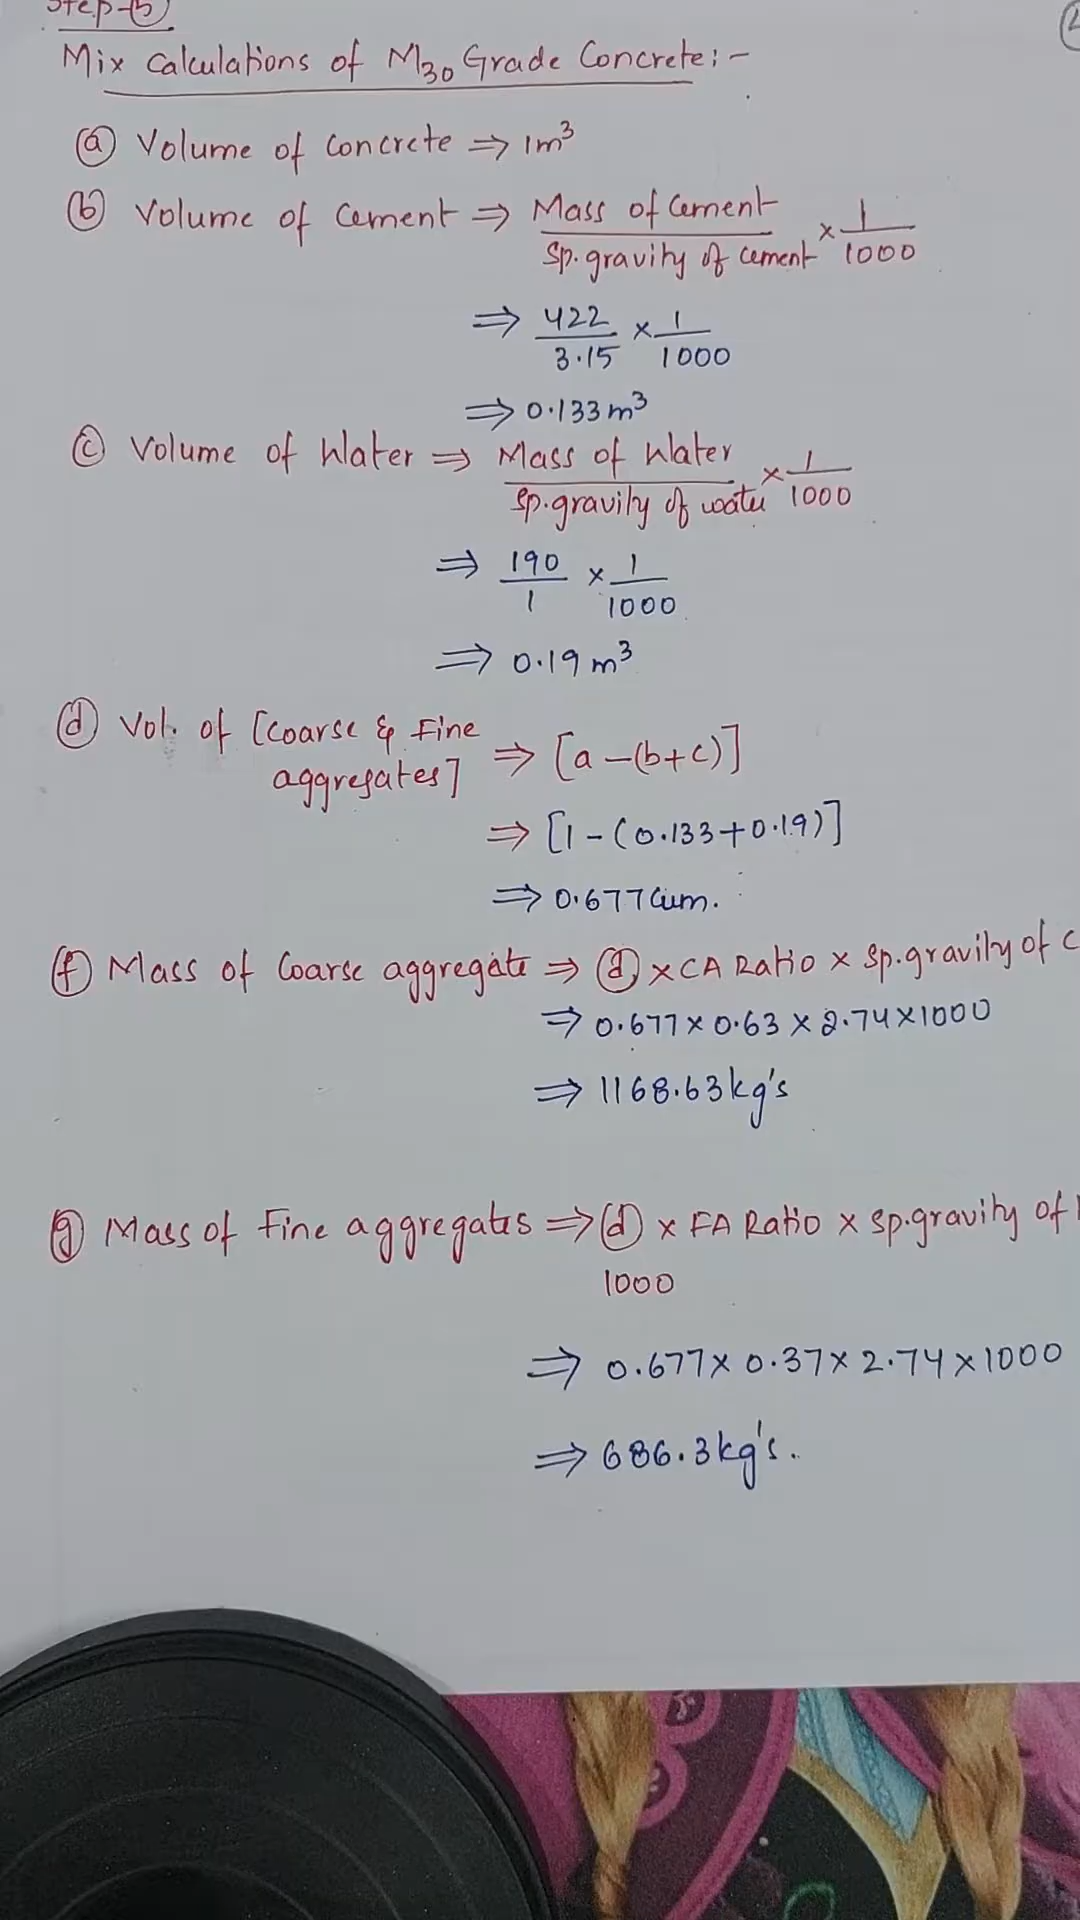 Step-5
Mix Calculations of M30 Grade Concrete:-
(a) Volume of concrete ⇒ 1m³
(b) Volume of Cement ⇒ Mass of Cement / Sp. gravity of cement × 1/1000
⇒ 422/3.15 × 1/1000
⇒ 0.133 m³
(c) Volume of Water ⇒ Mass of Water / Sp. gravity of water × 1/1000
⇒ 190/1 × 1/1000
⇒ 0.19 m³
(d) Vol. of [Coarse & Fine aggregates] ⇒ [a-(b+c)]
⇒ [1-(0.133+0.19)]
⇒ 0.677 Cum.
(f) Mass of Coarse aggregate ⇒ (d) × CA Ratio × Sp. gravity of C
⇒ 0.677 × 0.63 × 2.74 × 1000
⇒ 1168.63 kg's
(g) Mass of Fine aggregates ⇒ (d) × FA Ratio × Sp. gravity of
1000
⇒ 0.677 × 0.37 × 2.74 × 1000
⇒ 686.3 kg's.